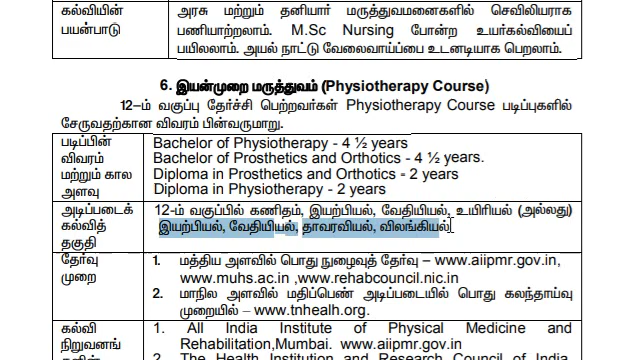 கல்வியின் அரசு மற்றும் தனியார் மருத்துவமனைகளில் செவிலியராக
பயன்பாடு பணியாற்றலாம். M.Sc Nursing போன்ற உயர்கல்வியைப்
பயிலலாம். அயல் நாட்டு வேலைவாய்ப்பை உடனடியாக பெறலாம்.
6. இயன்முறை மருத்துவம் (Physiotherapy Course)
12–ம் வகுப்பு தேர்ச்சி பெற்றவர்கள் Physiotherapy Course படிப்புகளில்
சேருவதற்கான விவரம் பின்வருமாறு.
படிப்பின் Bachelor of Physiotherapy - 4 ½ years
விவரம் Bachelor of Prosthetics and Orthotics - 4 ½ years.
மற்றும் கால Diploma in Prosthetics and Orthotics - 2 years
அளவு Diploma in Physiotherapy - 2 years
அடிப்படைக் 12-ம் வகுப்பில் கணிதம், இயற்பியல், வேதியியல், உயிரியல் (அல்லது)
கல்வித் இயற்பியல், வேதியியல், தாவரவியல், விலங்கியல்
தகுதி
தேர்வு 1. மத்திய அளவில் பொது நுழைவுத் தேர்வு – www.aiipmr.gov.in,
முறை www.muhs.ac.in ,www.rehabcouncil.nic.in
2. மாநில அளவில் மதிப்பெண் அடிப்படையில் பொது கலந்தாய்வு
முறையில் – www.tnhealh.org.
கல்வி 1. All India Institute of Physical Medicine and
நிறுவனங் Rehabilitation,Mumbai. www.aiipmr.gov.in
2. The Health Institution and Research Council of India,